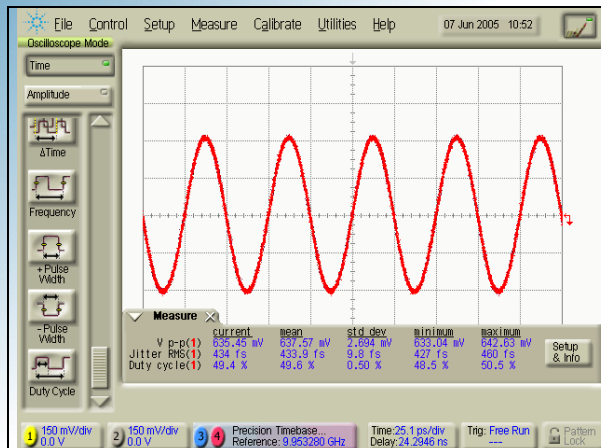 File Control Setup Measure Calibrate Utilities Help 07 Jun 2005 10:52
Oscilloscope Mode
Time
Amplitude
ΔTime
Frequency
+ Pulse
Width
- Pulse
Width
Duty Cycle
Measure
current mean std dev minimum maximum
V p-p(1) 635.45 mV 637.57 mV 2.694 mV 633.04 mV 642.63 mV
Jitter RMS(1) 434 fs 433.9 fs 9.8 fs 427 fs 460 fs
Duty cycle(1) 49.4 % 49.6 % 0.50 % 48.5 % 50.5 %
Setup
& Info
1 150 mV/div
0.0 V
2 150 mV/div
0.0 V
3 4 Precision Timebase...
Reference: 9.953280 GHz
Time:25.1 ps/div
Delay:24.2946 ns
Trig: Free Run
---
Pattern
Lock